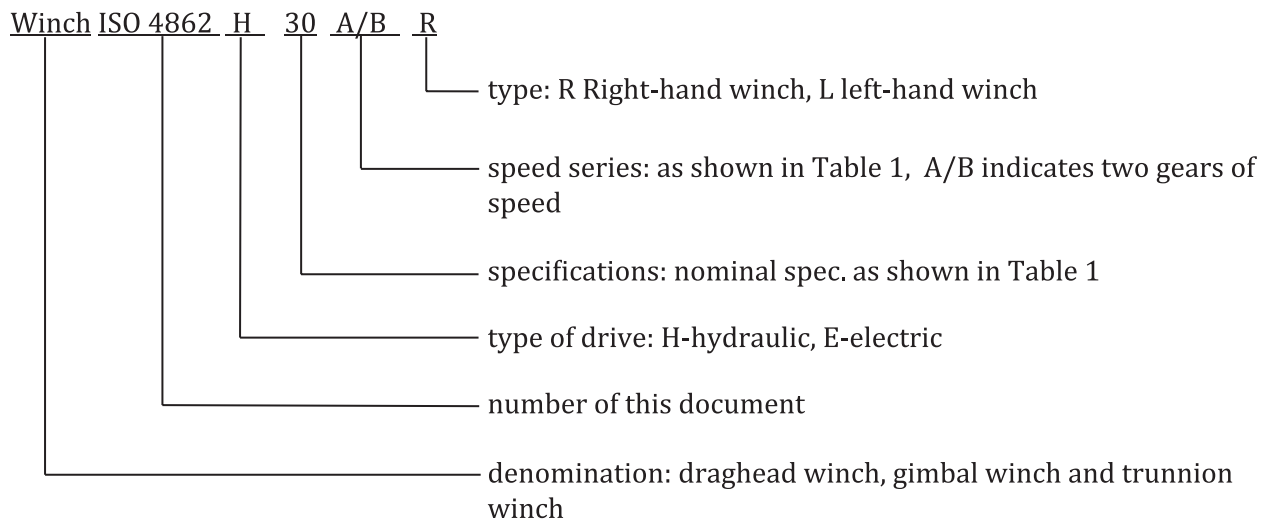 Winch ISO 4862 H 30 A/B R
type: R Right-hand winch, L left-hand winch
speed series: as shown in Table 1, A/B indicates two gears of
speed
specifications: nominal spec. as shown in Table 1
type of drive: H-hydraulic, E-electric
number of this document
denomination: draghead winch, gimbal winch and trunnion
winch